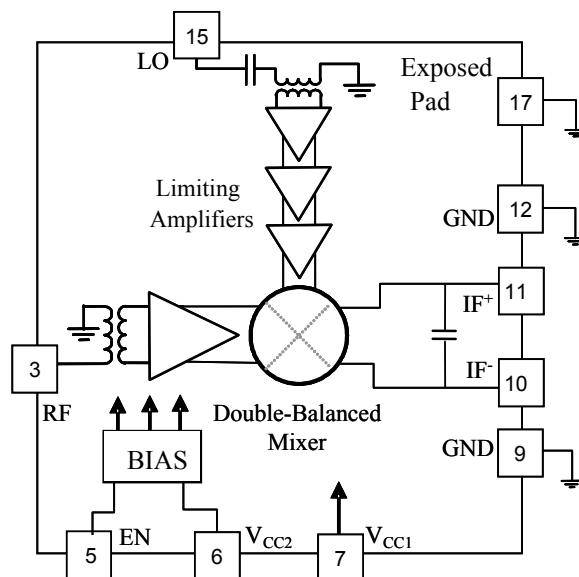 15
LO
Exposed
Pad
17
Limiting
Amplifiers
12
GND
11
IF+
3
RF
IF-
10
Double-Balanced
Mixer
GND
9
BIAS
EN
5
6
VCC2
7
VCC1